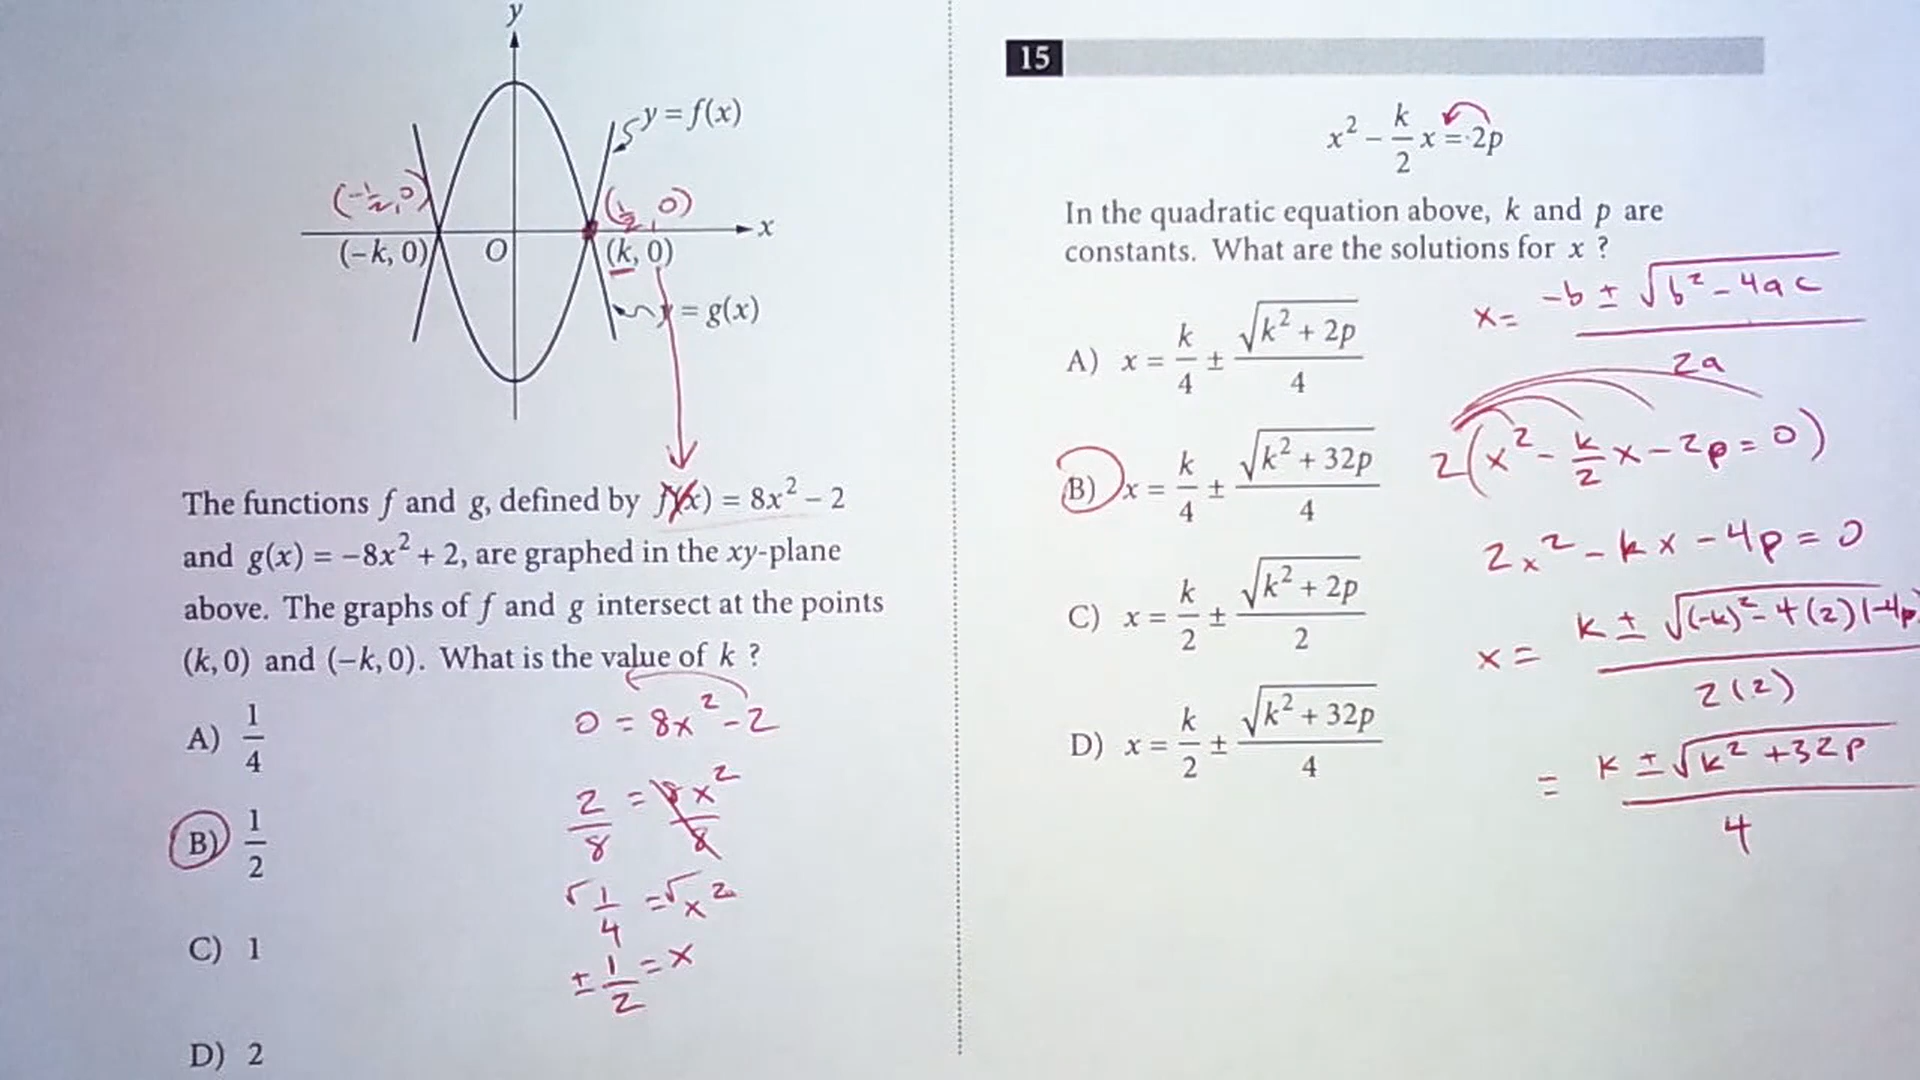 y
y = f(x)
(-½, 0)
(½, 0)
x
(−k, 0)
O
(k, 0)
y = g(x)
The functions f and g, defined by f(x) = 8x² − 2
and g(x) = −8x² + 2, are graphed in the xy-plane
above. The graphs of f and g intersect at the points
(k, 0) and (−k, 0). What is the value of k ?
A) 1/4
B) 1/2
C) 1
D) 2
0 = 8x² - 2
2/8 = 8x²/8
√1/4 = √x²
± 1/2 = x
15
x² − k/2 x = 2p
In the quadratic equation above, k and p are
constants. What are the solutions for x ?
A) x = k/4 ± √(k² + 2p)/4
B) x = k/4 ± √(k² + 32p)/4
C) x = k/2 ± √(k² + 2p)/2
D) x = k/2 ± √(k² + 32p)/4
x = -b ± √(b² - 4ac) / 2a
2(x² - k/2 x - 2p = 0)
2x² - kx - 4p = 0
x = k ± √((-k)² - 4(2)(-4p) / 2(2)
= k ± √(k² + 32p) / 4